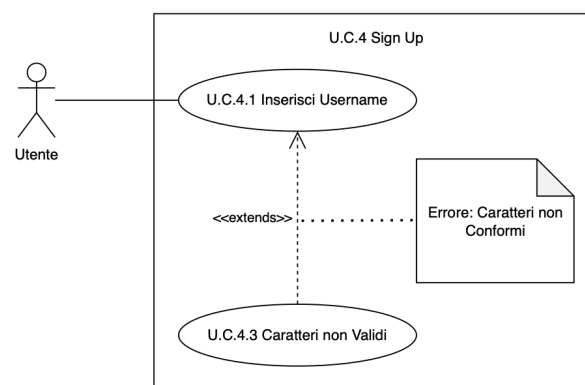 U.C.4 Sign Up
U.C.4.1 Inserisci Username
Utente
<<extends>>
Errore: Caratteri non
Conformi
U.C.4.3 Caratteri non Validi